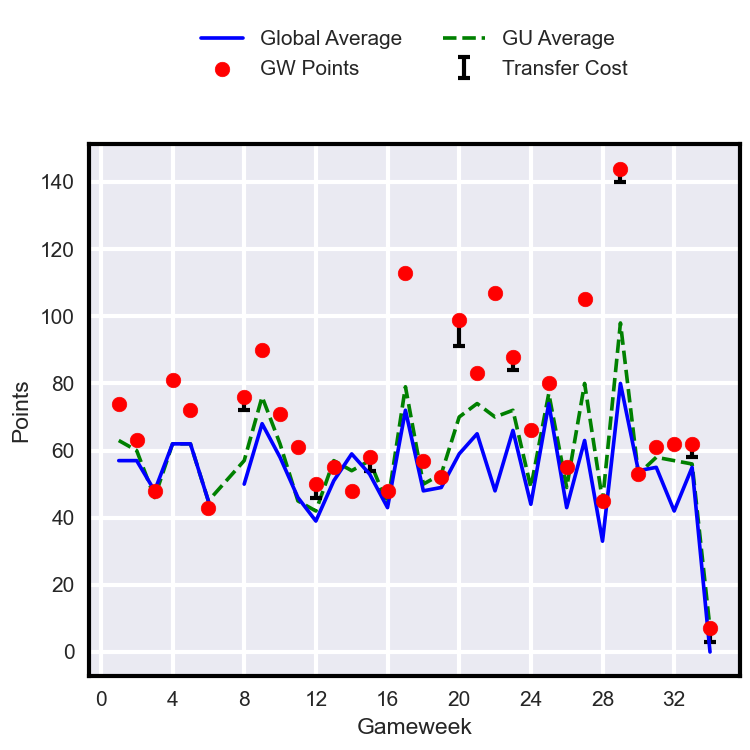 Global Average
GU Average
GW Points
Transfer Cost
140
120
100
80
60
40
20
0
Points
0 4 8 12 16 20 24 28 32
Gameweek